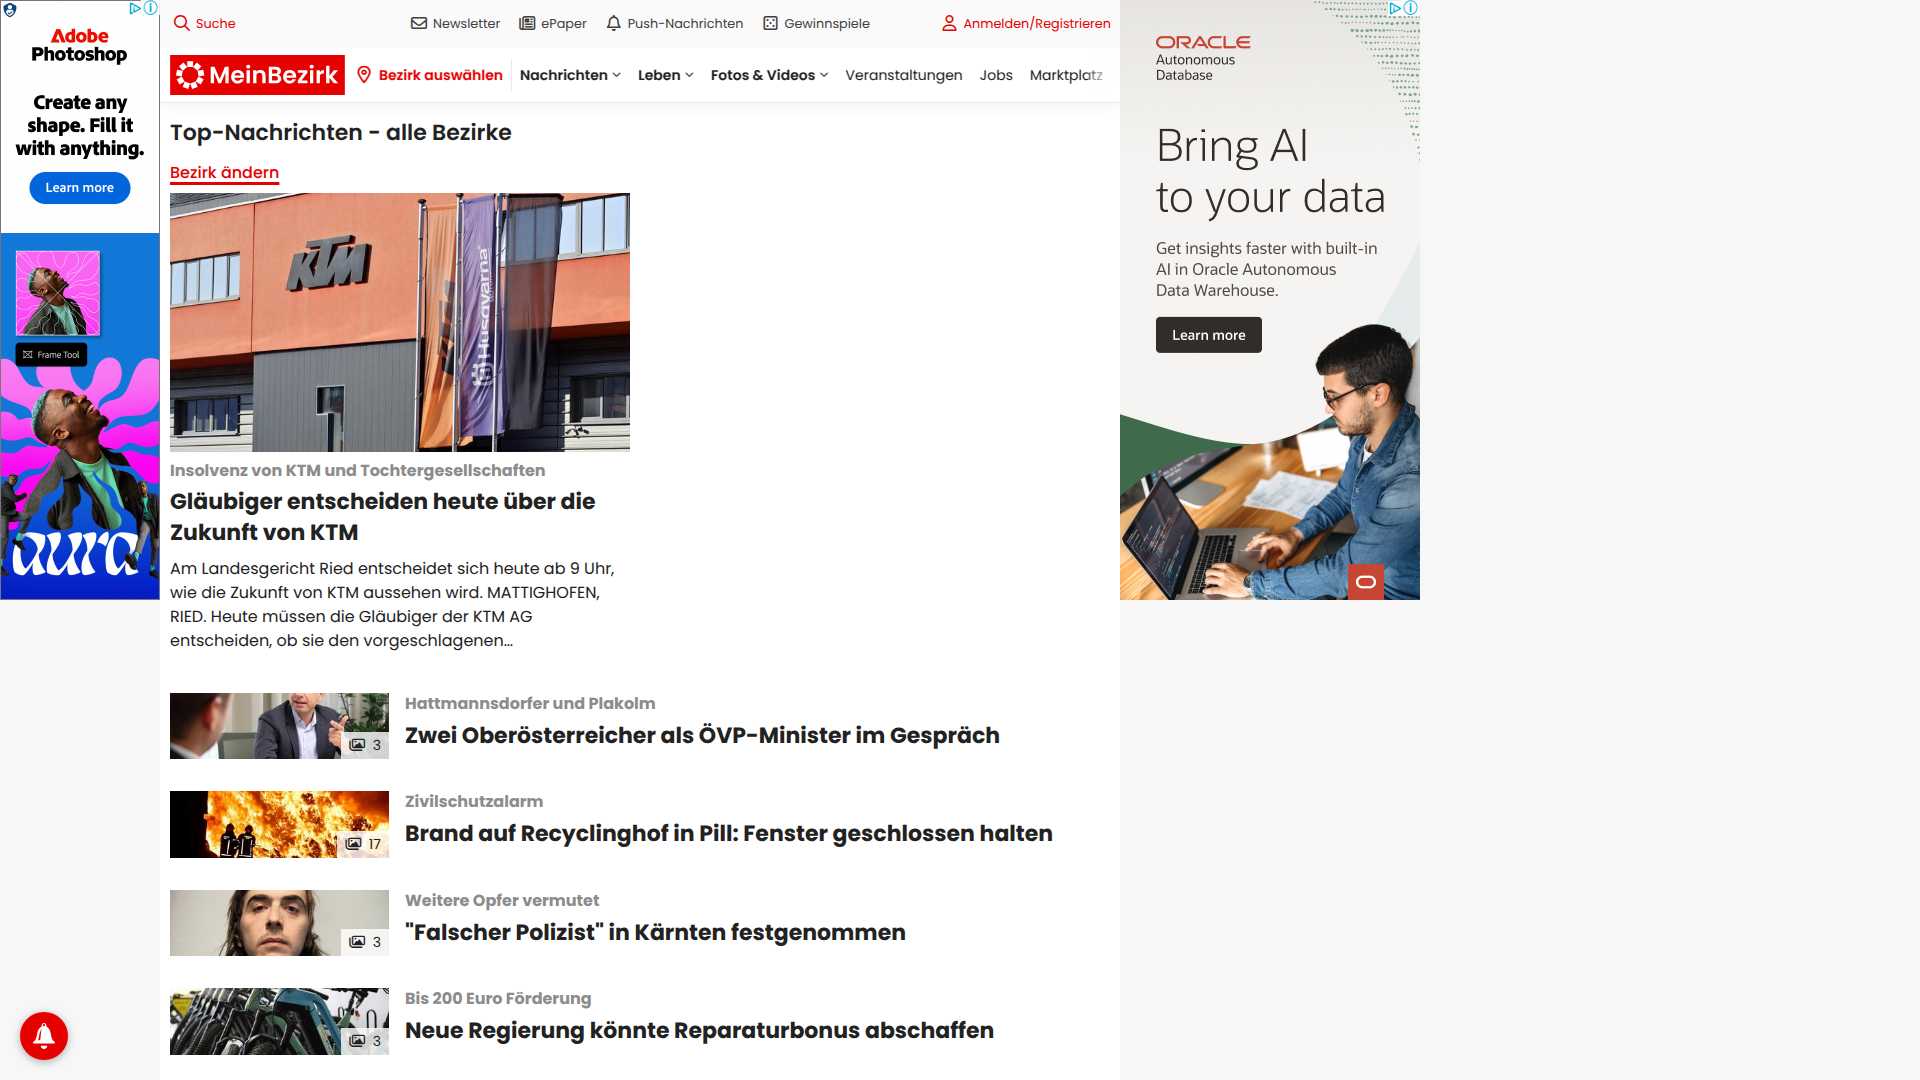 Suche
Newsletter
ePaper
Push-Nachrichten
Gewinnspiele
Anmelden/Registrieren
MeinBezirk
Bezirk auswählen
Nachrichten
Leben
Fotos & Videos
Veranstaltungen
Jobs
Marktplatz
Top-Nachrichten - alle Bezirke
Bezirk ändern
KTM
Husqvarna
Insolvenz von KTM und Tochtergesellschaften
Gläubiger entscheiden heute über die
Zukunft von KTM
Am Landesgericht Ried entscheidet sich heute ab 9 Uhr,
wie die Zukunft von KTM aussehen wird. MATTIGHOFEN,
RIED. Heute müssen die Gläubiger der KTM AG
entscheiden, ob sie den vorgeschlagenen...
3
Hattmannsdorfer und Plakolm
Zwei Oberösterreicher als ÖVP-Minister im Gespräch
17
Zivilschutzalarm
Brand auf Recyclinghof in Pill: Fenster geschlossen halten
3
Weitere Opfer vermutet
"Falscher Polizist" in Kärnten festgenommen
3
Bis 200 Euro Förderung
Neue Regierung könnte Reparaturbonus abschaffen
Adobe
Photoshop
Create any
shape. Fill it
with anything.
Learn more
Frame Tool
aura
ORACLE
Autonomous
Database
Bring AI
to your data
Get insights faster with built-in
AI in Oracle Autonomous
Data Warehouse.
Learn more